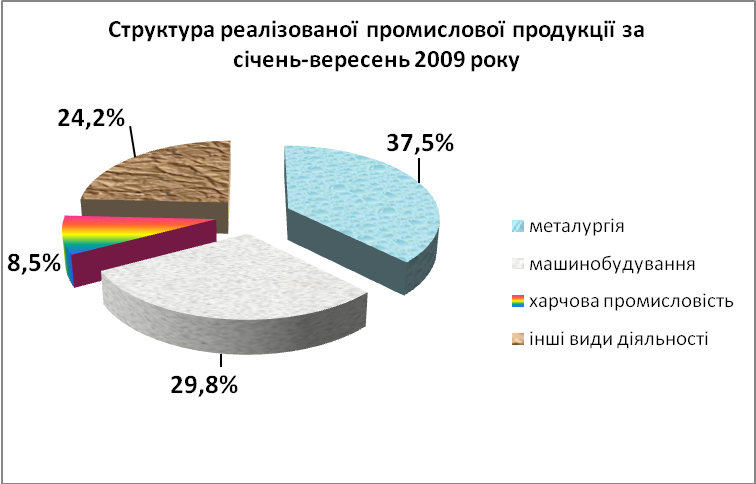 Структура реалізованої промислової продукції за
січень-вересень 2009 року
24,2%
37,5%
8,5%
29,8%
металургія
машинобудування
харчова промисловість
інші види діяльності